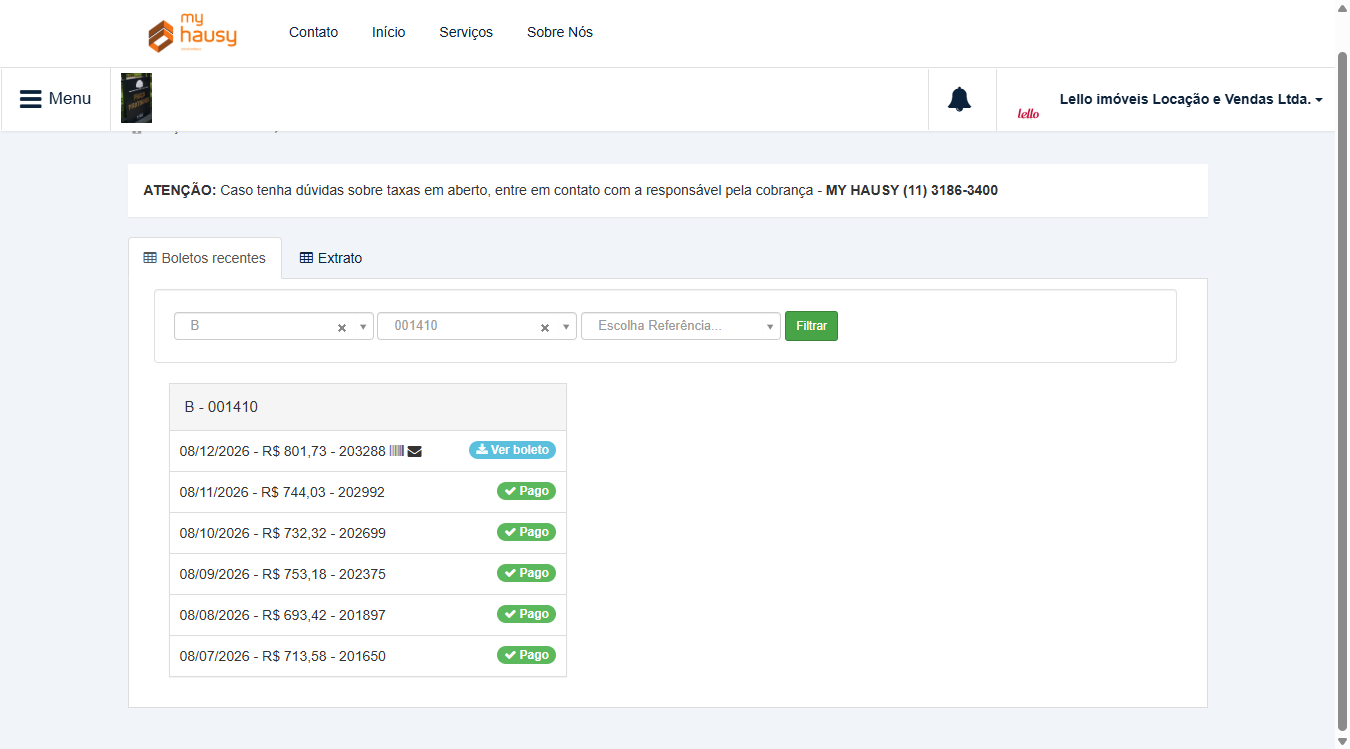 my
hausy
Contato
Início
Serviços
Sobre Nós
Menu
lello
Lello imóveis Locação e Vendas Ltda.
ATENÇÃO: Caso tenha dúvidas sobre taxas em aberto, entre em contato com a responsável pela cobrança - MY HAUSY (11) 3186-3400
Boletos recentes
Extrato
B
001410
Escolha Referência...
Filtrar
B - 001410
08/12/2026 - R$ 801,73 - 203288 Ver boleto
08/11/2026 - R$ 744,03 - 202992 Pago
08/10/2026 - R$ 732,32 - 202699 Pago
08/09/2026 - R$ 753,18 - 202375 Pago
08/08/2026 - R$ 693,42 - 201897 Pago
08/07/2026 - R$ 713,58 - 201650 Pago